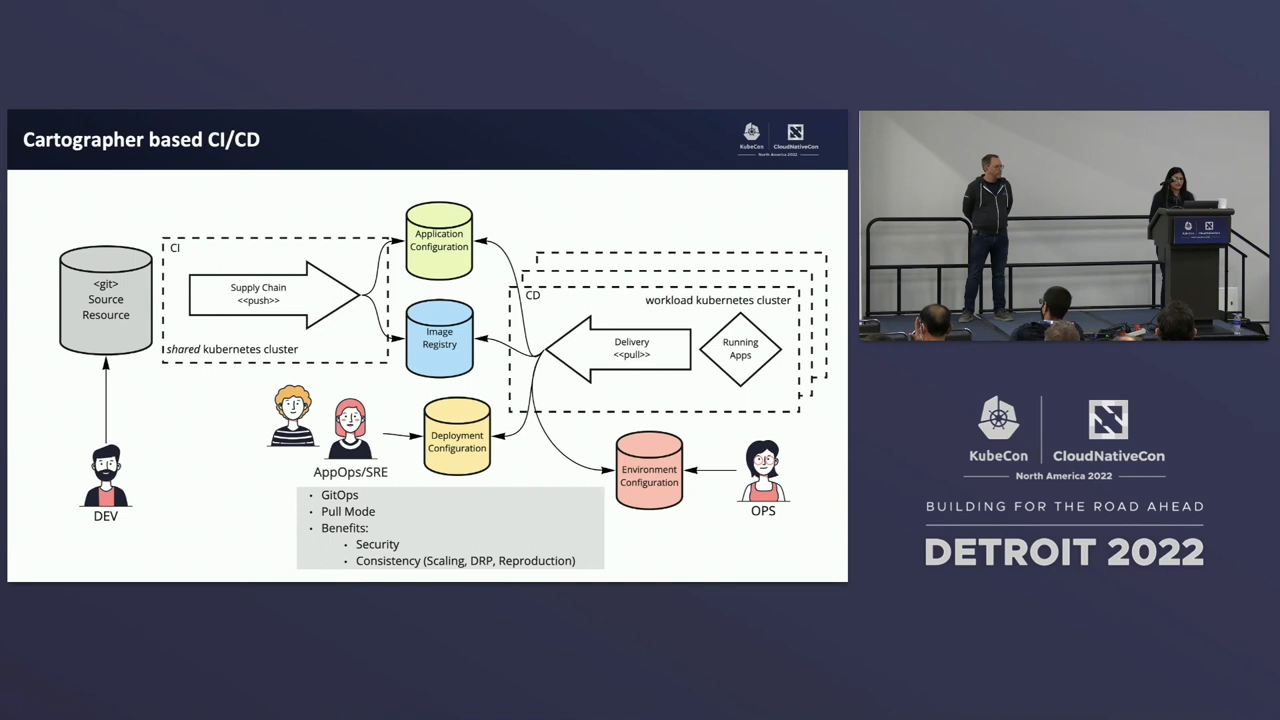 Cartographer based CI/CD
KubeCon
CloudNativeCon
North America 2022
<git>
Source
Resource
CI
Supply Chain
<<push>>
shared kubernetes cluster
Application
Configuration
Image
Registry
Deployment
Configuration
CD
workload kubernetes cluster
Delivery
<<pull>>
Running
Apps
Environment
Configuration
DEV
AppOps/SRE
OPS
• GitOps
• Pull Mode
• Benefits:
• Security
• Consistency (Scaling, DRP, Reproduction)
KubeCon
CloudNativeCon
North America 2022
BUILDING FOR THE ROAD AHEAD
DETROIT 2022